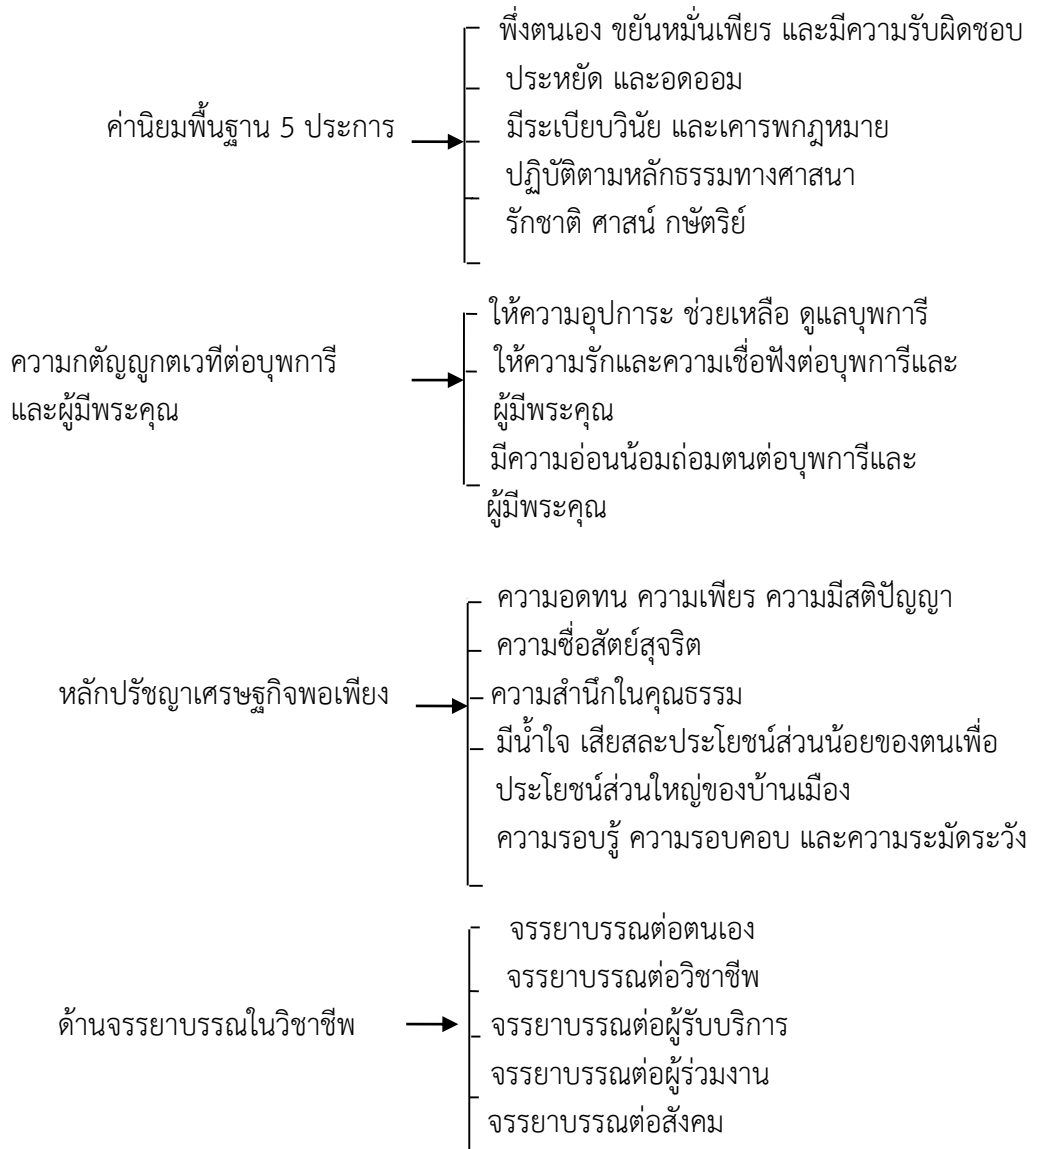 พึ่งตนเอง ขยันหมั่นเพียร และมีความรับผิดชอบ
ประหยัด และอดออม
ค่านิยมพื้นฐาน 5 ประการ
มีระเบียบวินัย และเคารพกฎหมาย
ปฏิบัติตามหลักธรรมทางศาสนา
รักชาติ ศาสน์ กษัตริย์
ความกตัญญูกตเวทีต่อบุพการี
และผู้มีพระคุณ
ให้ความอุปการะ ช่วยเหลือ ดูแลบุพการี
ให้ความรักและความเชื่อฟังต่อบุพการีและ
ผู้มีพระคุณ
มีความอ่อนน้อมถ่อมตนต่อบุพการีและ
ผู้มีพระคุณ
หลักปรัชญาเศรษฐกิจพอเพียง
ความอดทน ความเพียร ความมีสติปัญญา
ความซื่อสัตย์สุจริต
ความสำนึกในคุณธรรม
มีน้ำใจ เสียสละประโยชน์ส่วนน้อยของตนเพื่อ
ประโยชน์ส่วนใหญ่ของบ้านเมือง
ความรอบรู้ ความรอบคอบ และความระมัดระวัง
ด้านจรรยาบรรณในวิชาชีพ
จรรยาบรรณต่อตนเอง
จรรยาบรรณต่อวิชาชีพ
จรรยาบรรณต่อผู้รับบริการ
จรรยาบรรณต่อผู้ร่วมงาน
จรรยาบรรณต่อสังคม